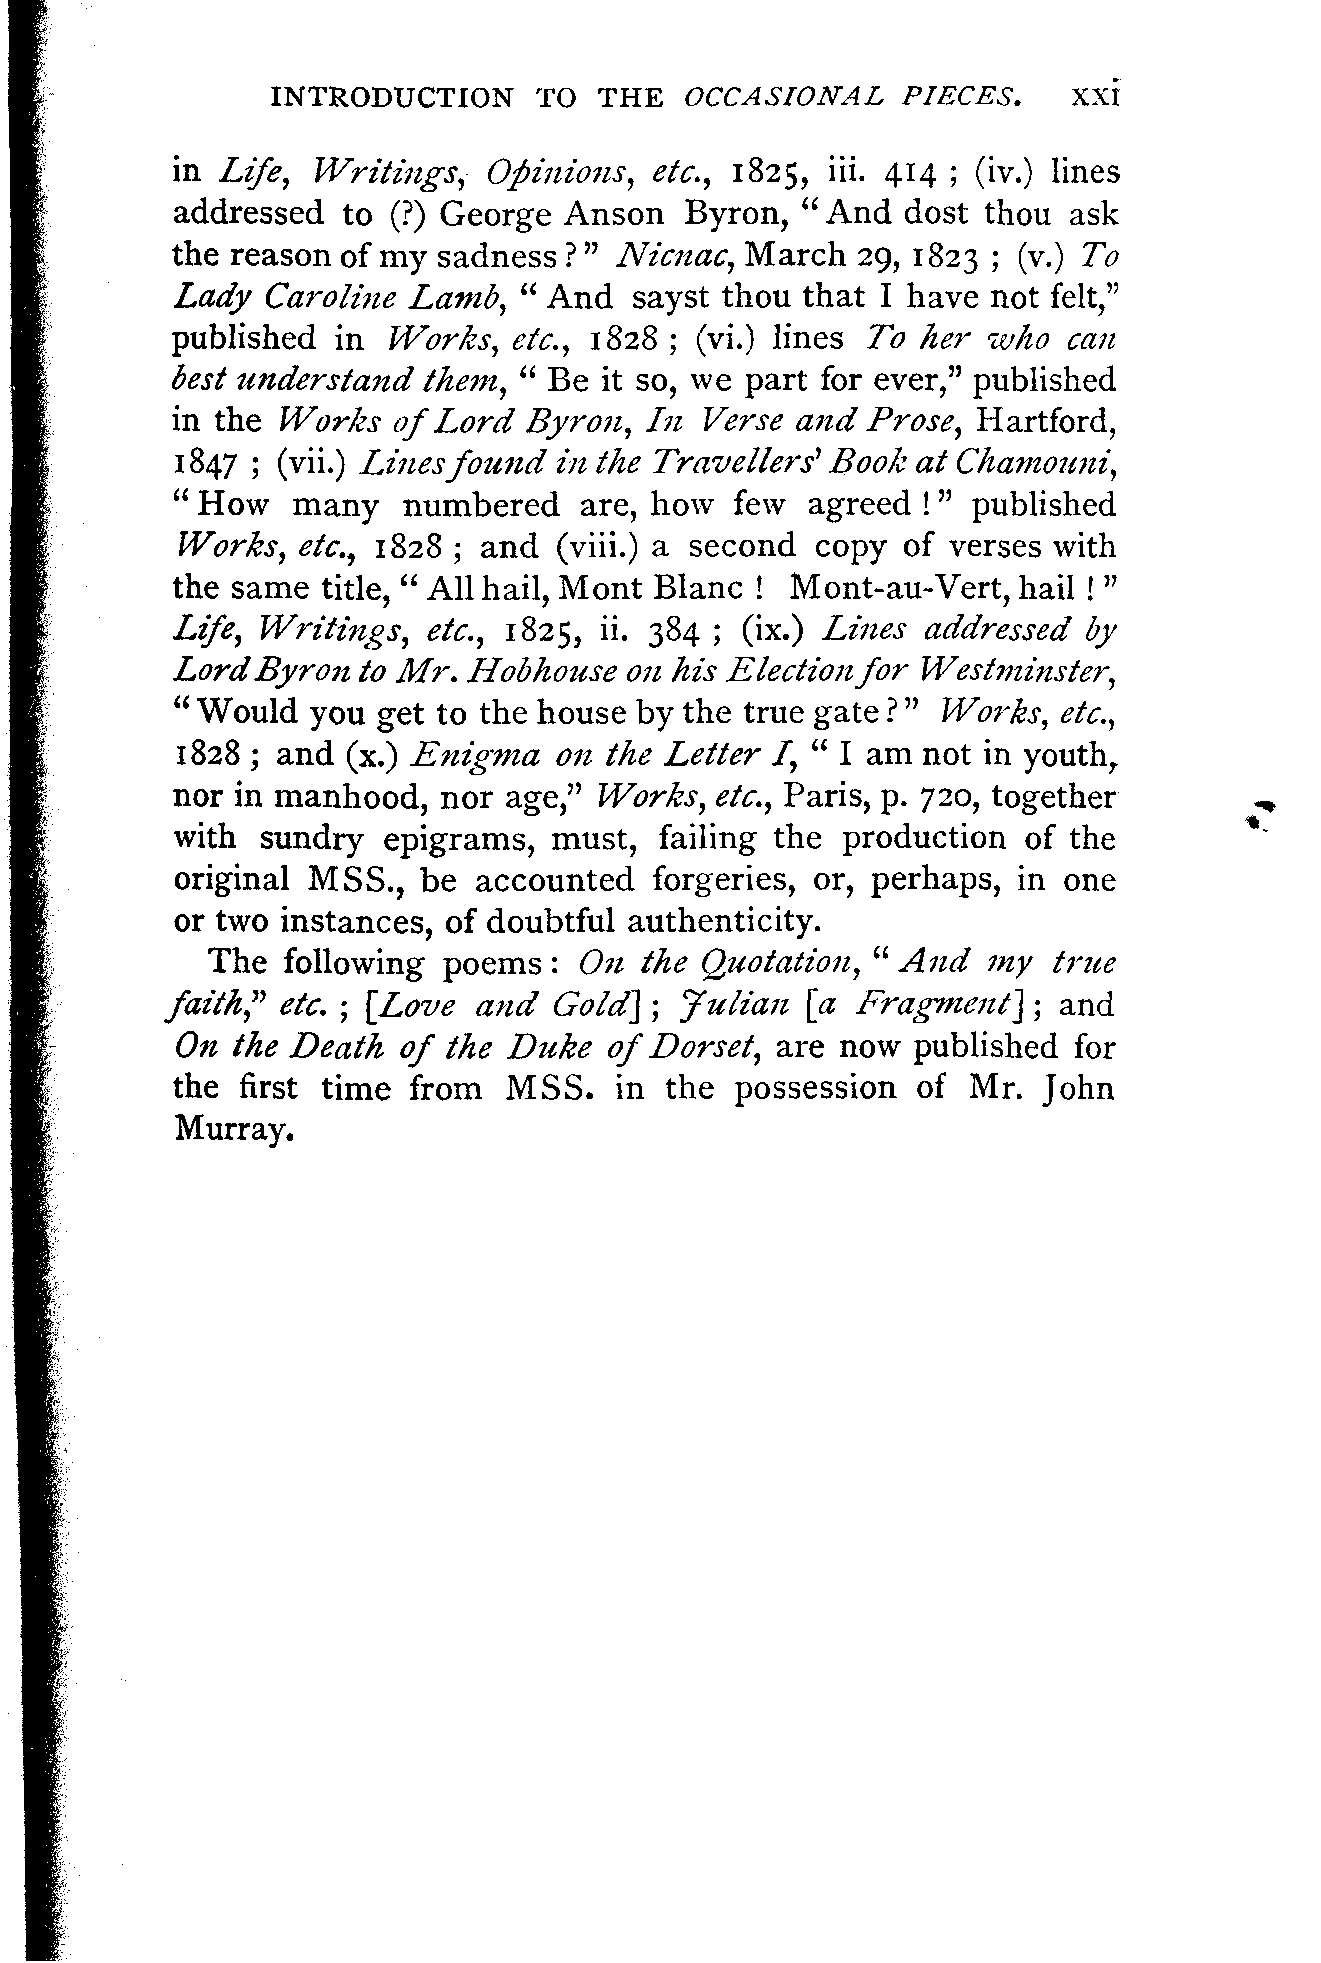 INTRODUCTION TO THE OCCASIONAL PIECES. xxi
in Life, Writings, Opinions, etc., 1825, iii. 414 ; (iv.) lines
addressed to (?) George Anson Byron, “ And dost thou ask
the reason of my sadness ? ” Nicnac, March 29, 1823 ; (v.) To
Lady Caroline Lamb, “ And sayst thou that I have not felt,”
published in Works, etc., 1828 ; (vi.) lines To her who can
best understand them, “ Be it so, we part for ever,” published
in the Works of Lord Byron, In Verse and Prose, Hartford,
1847 ; (vii.) Lines found in the Travellers' Book at Chamouni,
“ How many numbered are, how few agreed ! ” published
Works, etc., 1828 ; and (viii.) a second copy of verses with
the same title, “ All hail, Mont Blanc ! Mont-au-Vert, hail ! ”
Life, Writings, etc., 1825, ii. 384 ; (ix.) Lines addressed by
Lord Byron to Mr. Hobhouse on his Election for Westminster,
“ Would you get to the house by the true gate ? ” Works, etc.,
1828 ; and (x.) Enigma on the Letter I, “ I am not in youth,
nor in manhood, nor age,” Works, etc., Paris, p. 720, together
with sundry epigrams, must, failing the production of the
original MSS., be accounted forgeries, or, perhaps, in one
or two instances, of doubtful authenticity.
The following poems : On the Quotation, “ And my true
faith,” etc. ; [Love and Gold] ; Julian [a Fragment] ; and
On the Death of the Duke of Dorset, are now published for
the first time from MSS. in the possession of Mr. John
Murray.